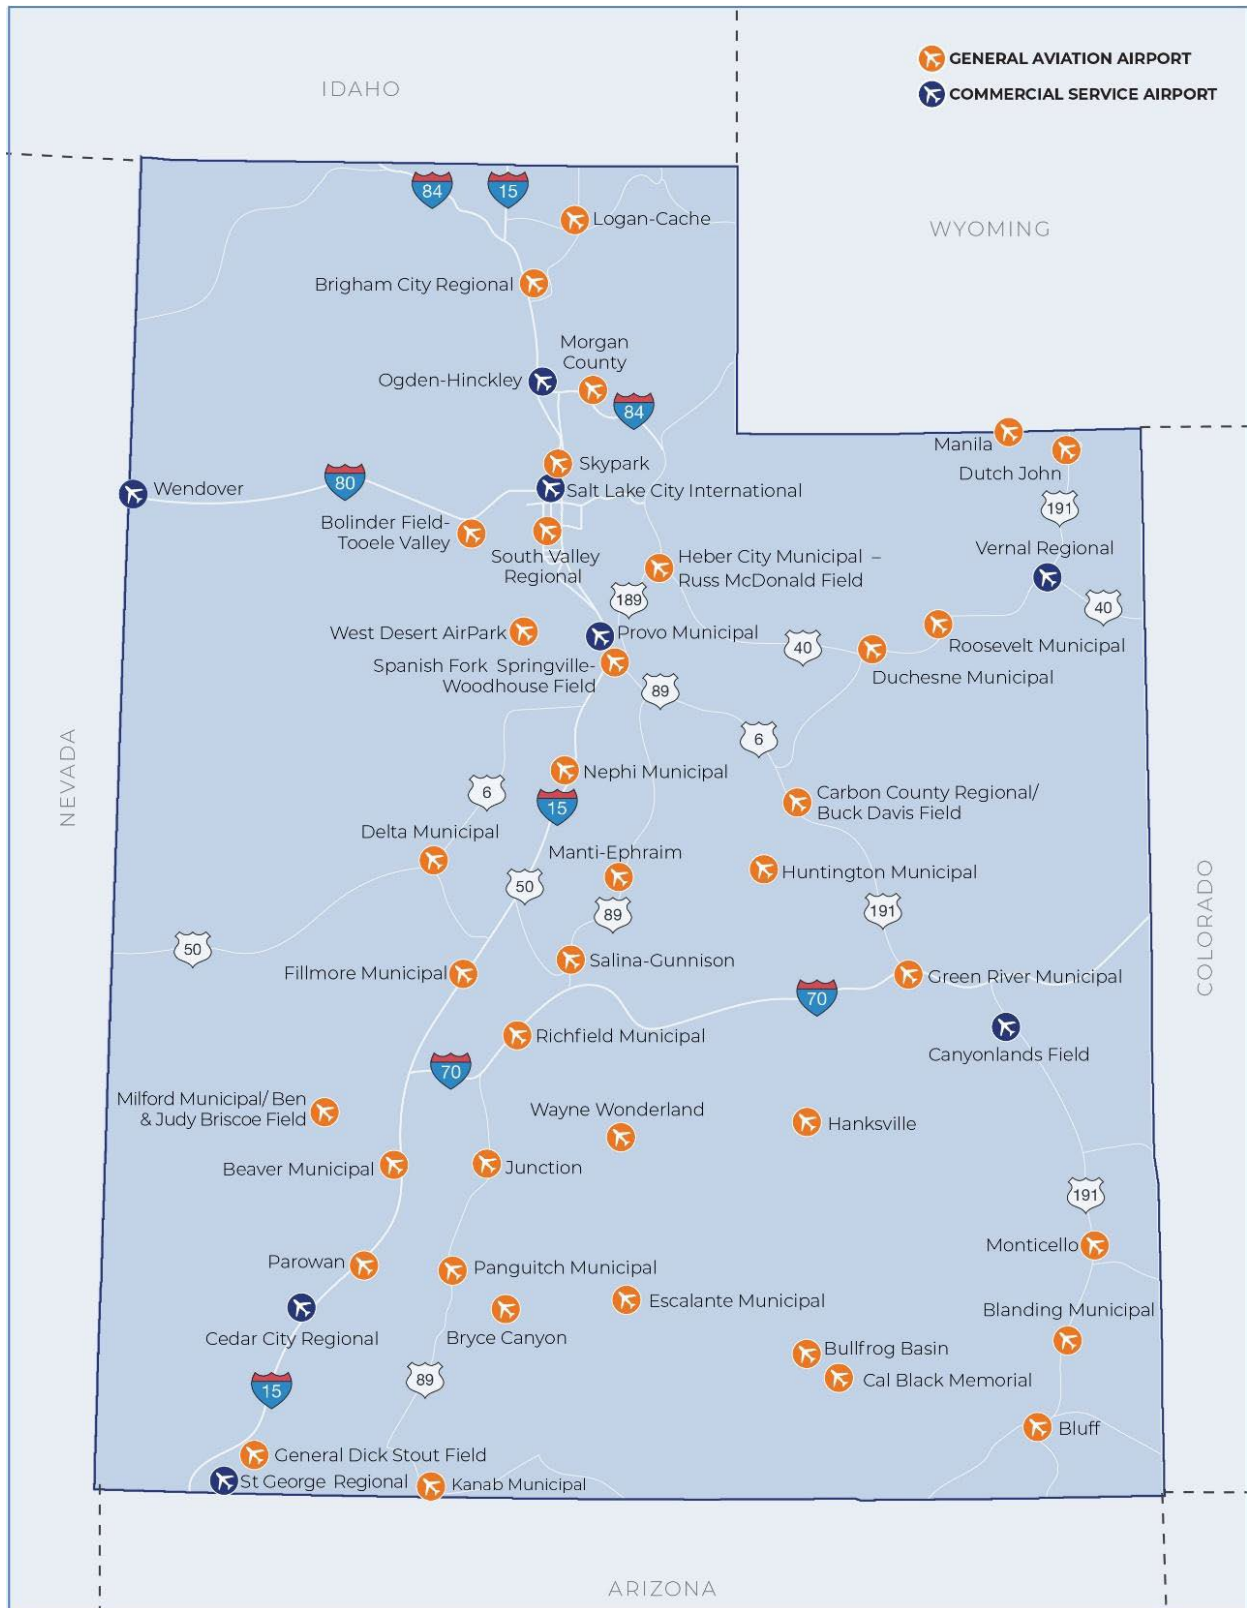 GENERAL AVIATION AIRPORT
COMMERCIAL SERVICE AIRPORT
IDAHO
WYOMING
84
15
Logan-Cache
Brigham City Regional
Morgan
County
Ogden-Hinckley
84
Manila
Dutch John
Skypark
80
Wendover
Salt Lake City International
191
Bolinder Field-
Tooele Valley
South Valley
Regional
Heber City Municipal –
Russ McDonald Field
Vernal Regional
189
40
West Desert AirPark
Provo Municipal
40
Roosevelt Municipal
Spanish Fork Springville-
Woodhouse Field
Duchesne Municipal
89
6
NEVADA
Nephi Municipal
6
15
Carbon County Regional/
Buck Davis Field
Delta Municipal
Manti-Ephraim
Huntington Municipal
50
89
191
COLORADO
50
Fillmore Municipal
Salina-Gunnison
Green River Municipal
70
Richfield Municipal
Canyonlands Field
70
Milford Municipal/ Ben
& Judy Briscoe Field
Wayne Wonderland
Hanksville
Beaver Municipal
Junction
191
Monticello
Parowan
Panguitch Municipal
Escalante Municipal
Blanding Municipal
Cedar City Regional
Bryce Canyon
Bullfrog Basin
Cal Black Memorial
15
89
Bluff
General Dick Stout Field
St George Regional
Kanab Municipal
ARIZONA